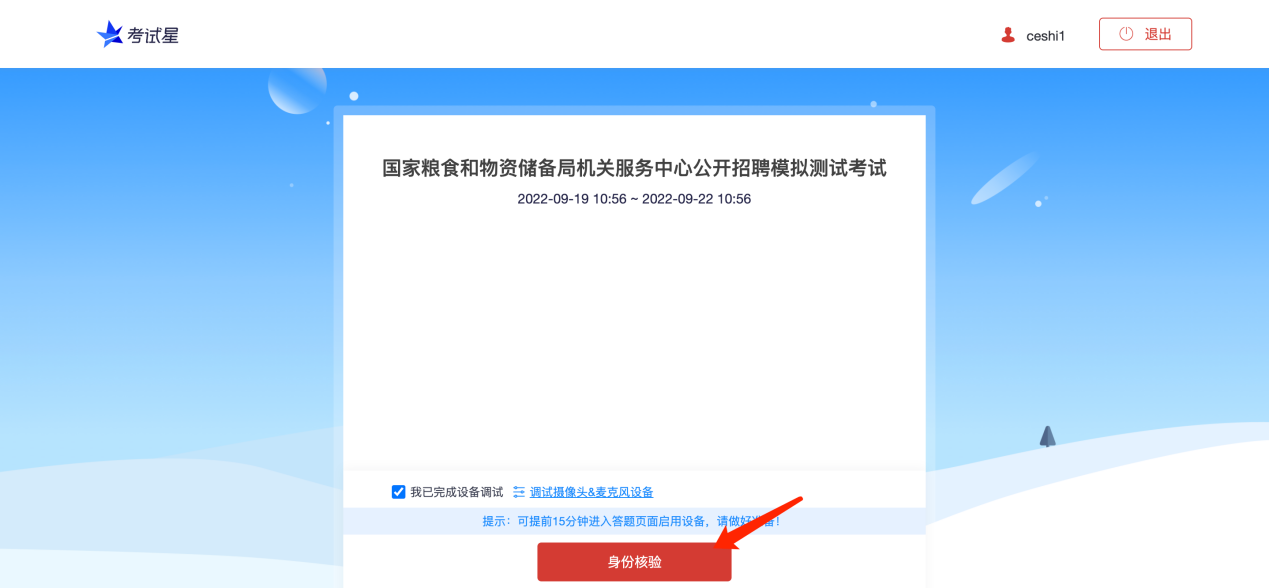 考试星
ceshi1
退出
国家粮食和物资储备局机关服务中心公开招聘模拟测试考试
2022-09-19 10:56 ~ 2022-09-22 10:56
我已完成设备调试 调试摄像头&麦克风设备
提示：可提前15分钟进入答题页面启用设备，请做好准备！
身份核验